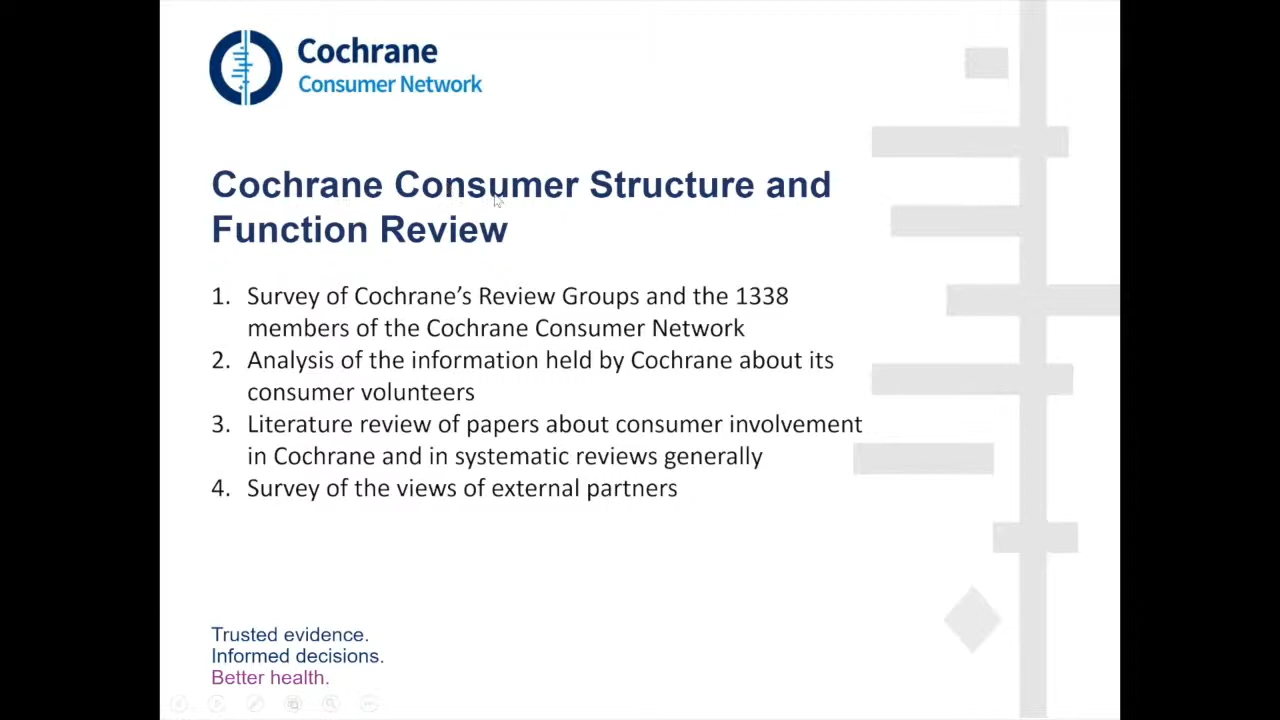 Cochrane
Consumer Network
Cochrane Consumer Structure and
Function Review
1. Survey of Cochrane’s Review Groups and the 1338
members of the Cochrane Consumer Network
2. Analysis of the information held by Cochrane about its
consumer volunteers
3. Literature review of papers about consumer involvement
in Cochrane and in systematic reviews generally
4. Survey of the views of external partners
Trusted evidence.
Informed decisions.
Better health.